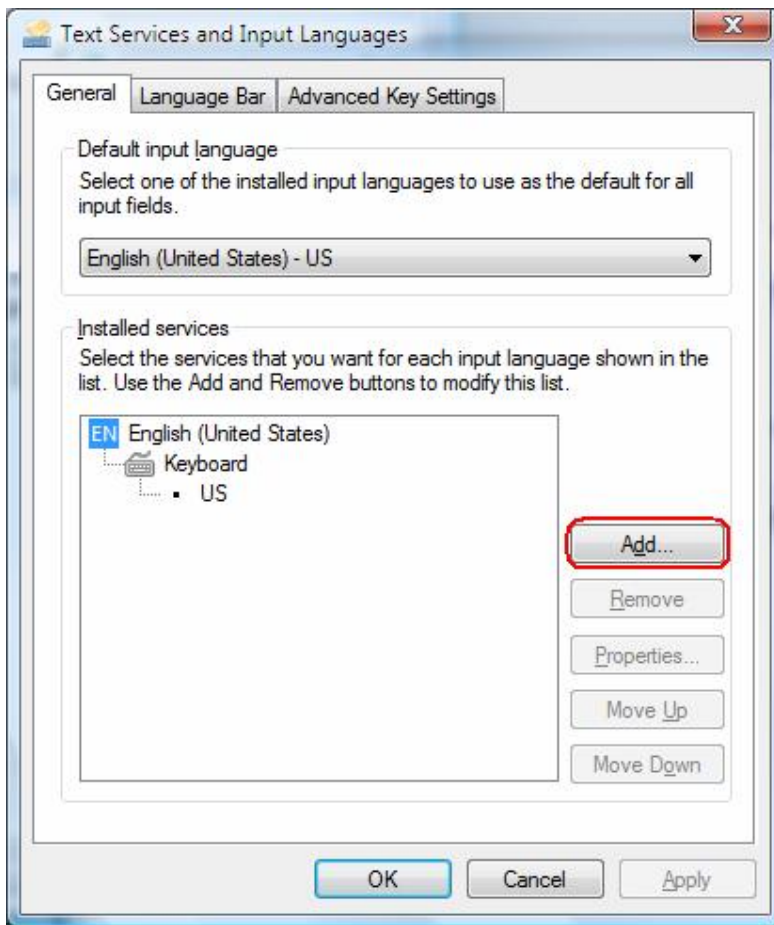 Text Services and Input Languages
X
General
Language Bar
Advanced Key Settings
Default input language
Select one of the installed input languages to use as the default for all
input fields.
English (United States) - US
Installed services
Select the services that you want for each input language shown in the
list. Use the Add and Remove buttons to modify this list.
EN English (United States)
Keyboard
US
Add...
Remove
Properties...
Move Up
Move Down
OK
Cancel
Apply